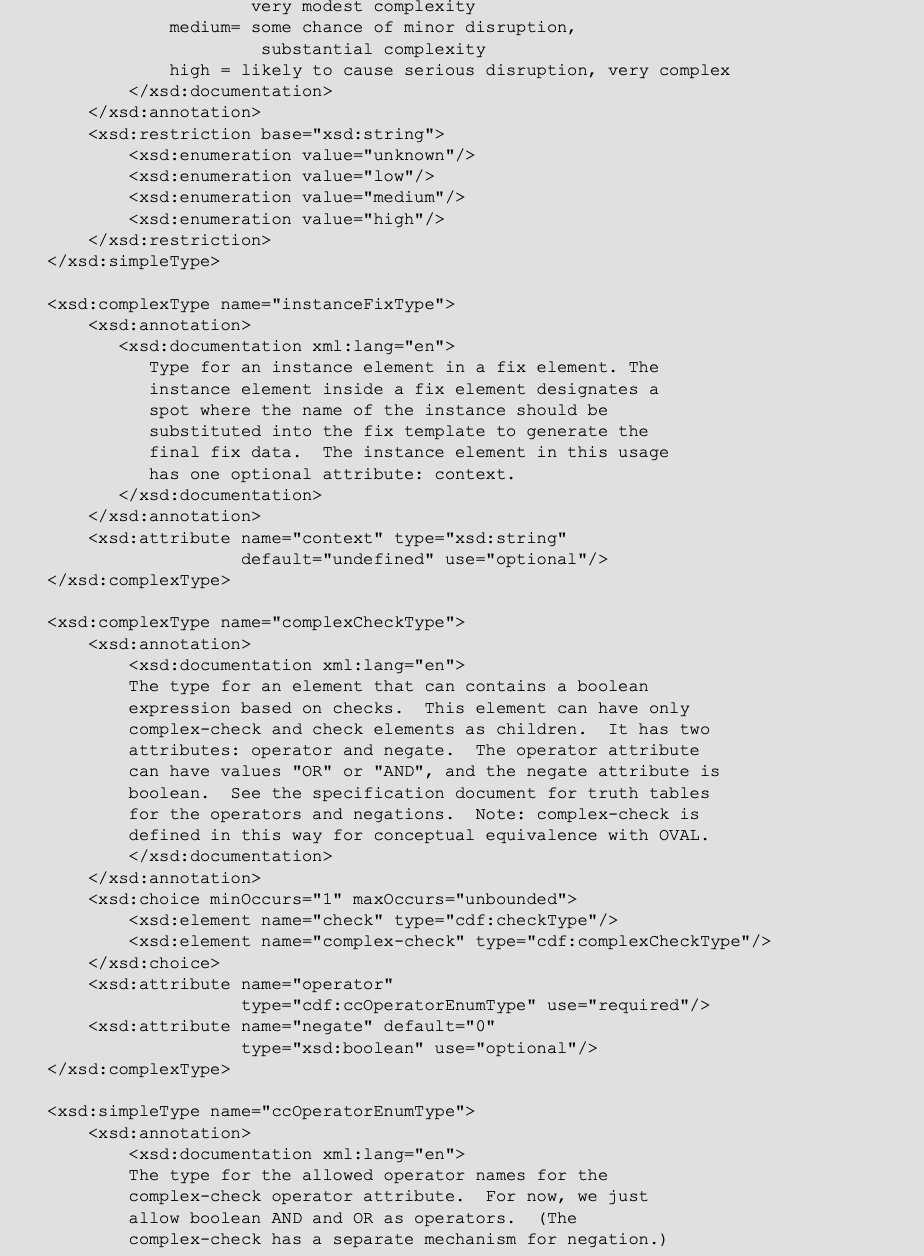 very modest complexity
            medium= some chance of minor disruption,
                     substantial complexity
            high = likely to cause serious disruption, very complex
        </xsd:documentation>
    </xsd:annotation>
    <xsd:restriction base="xsd:string">
        <xsd:enumeration value="unknown"/>
        <xsd:enumeration value="low"/>
        <xsd:enumeration value="medium"/>
        <xsd:enumeration value="high"/>
    </xsd:restriction>
</xsd:simpleType>

<xsd:complexType name="instanceFixType">
    <xsd:annotation>
       <xsd:documentation xml:lang="en">
          Type for an instance element in a fix element. The
          instance element inside a fix element designates a
          spot where the name of the instance should be
          substituted into the fix template to generate the
          final fix data.  The instance element in this usage
          has one optional attribute: context.
       </xsd:documentation>
    </xsd:annotation>
    <xsd:attribute name="context" type="xsd:string"
                   default="undefined" use="optional"/>
</xsd:complexType>

<xsd:complexType name="complexCheckType">
    <xsd:annotation>
        <xsd:documentation xml:lang="en">
        The type for an element that can contains a boolean
        expression based on checks.  This element can have only
        complex-check and check elements as children.  It has two
        attributes: operator and negate.  The operator attribute
        can have values "OR" or "AND", and the negate attribute is
        boolean.  See the specification document for truth tables
        for the operators and negations.  Note: complex-check is
        defined in this way for conceptual equivalence with OVAL.
        </xsd:documentation>
    </xsd:annotation>
    <xsd:choice minOccurs="1" maxOccurs="unbounded">
        <xsd:element name="check" type="cdf:checkType"/>
        <xsd:element name="complex-check" type="cdf:complexCheckType"/>
    </xsd:choice>
    <xsd:attribute name="operator"
                   type="cdf:ccOperatorEnumType" use="required"/>
    <xsd:attribute name="negate" default="0"
                   type="xsd:boolean" use="optional"/>
</xsd:complexType>

<xsd:simpleType name="ccOperatorEnumType">
    <xsd:annotation>
        <xsd:documentation xml:lang="en">
        The type for the allowed operator names for the
        complex-check operator attribute.  For now, we just
        allow boolean AND and OR as operators.  (The
        complex-check has a separate mechanism for negation.)